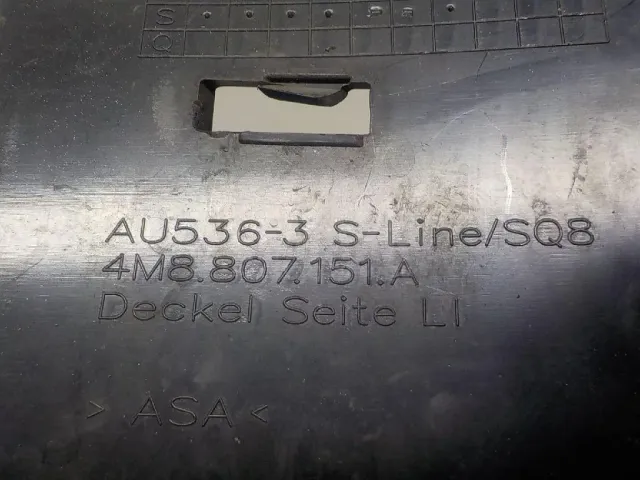 S
Q
AU536-3 S-Line/SQ8
4M8.807.151.A
Deckel Seite LI
> ASA <